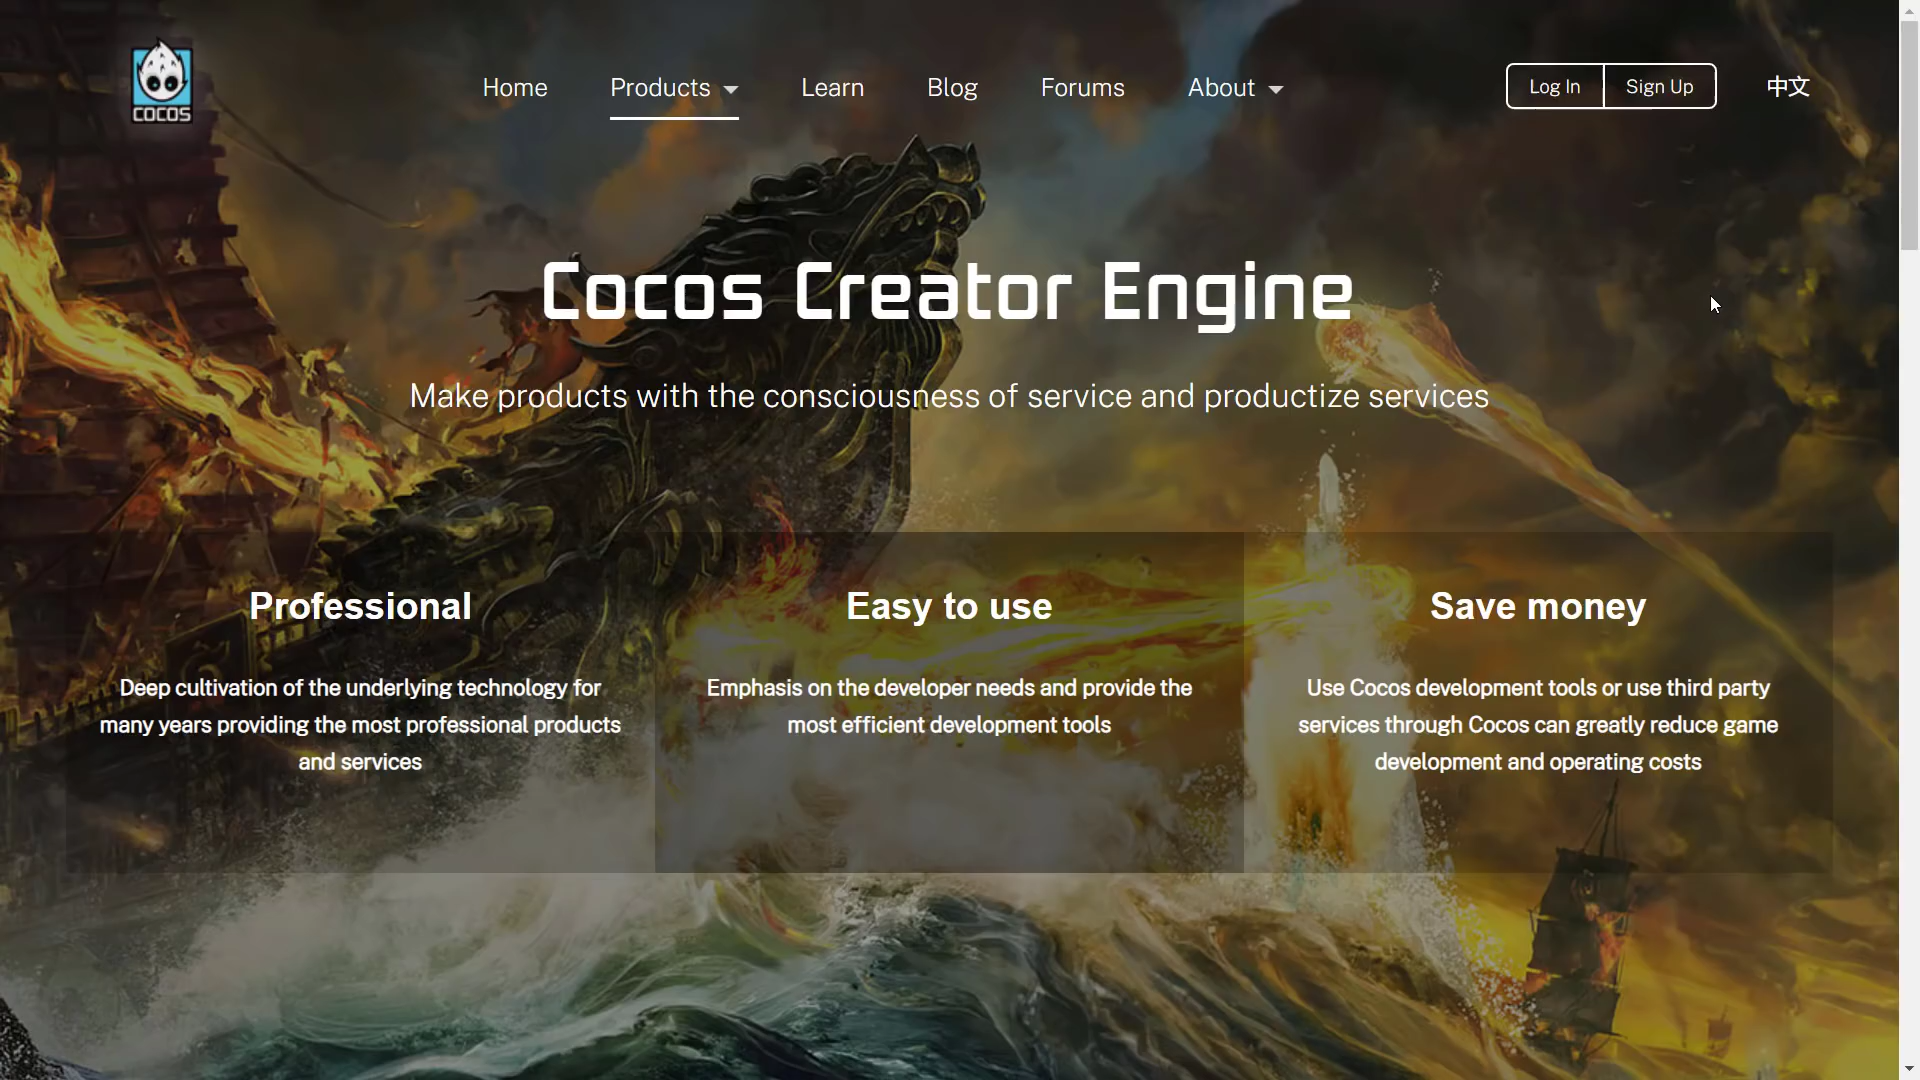 COCOS
Home
Products
Learn
Blog
Forums
About
Log In
Sign Up
中文
Cocos Creator Engine
Make products with the consciousness of service and productize services
Professional
Deep cultivation of the underlying technology for
many years providing the most professional products
and services
Easy to use
Emphasis on the developer needs and provide the
most efficient development tools
Save money
Use Cocos development tools or use third party
services through Cocos can greatly reduce game
development and operating costs